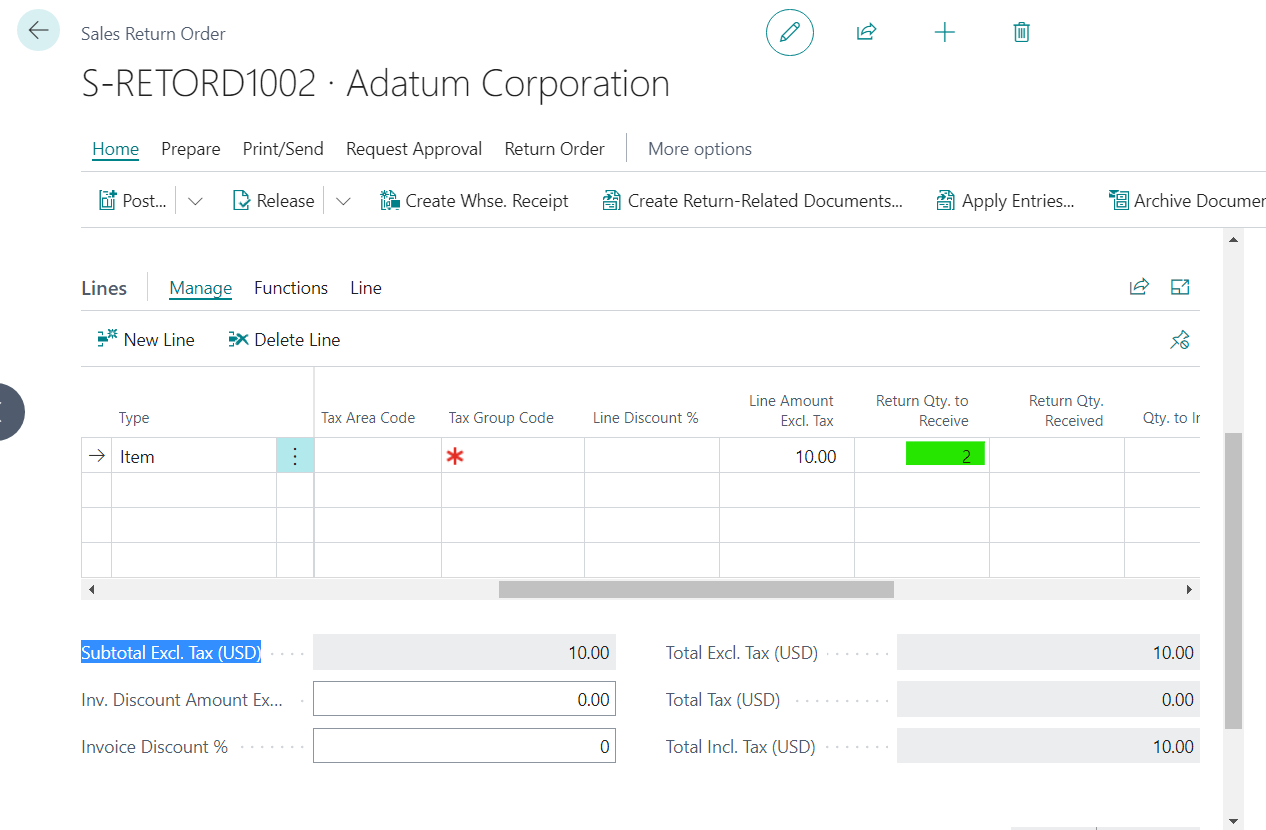 Sales Return Order
S-RETORD1002 · Adatum Corporation
Home Prepare Print/Send Request Approval Return Order More options
Post... Release Create Whse. Receipt Create Return-Related Documents... Apply Entries... Archive Documen
Lines Manage Functions Line
New Line Delete Line
Type Tax Area Code Tax Group Code Line Discount % Line Amount Excl. Tax Return Qty. to Receive Return Qty. Received Qty. to In
Item * 10.00 2
Subtotal Excl. Tax (USD) 10.00 Total Excl. Tax (USD) 10.00
Inv. Discount Amount Ex... 0.00 Total Tax (USD) 0.00
Invoice Discount % 0 Total Incl. Tax (USD) 10.00